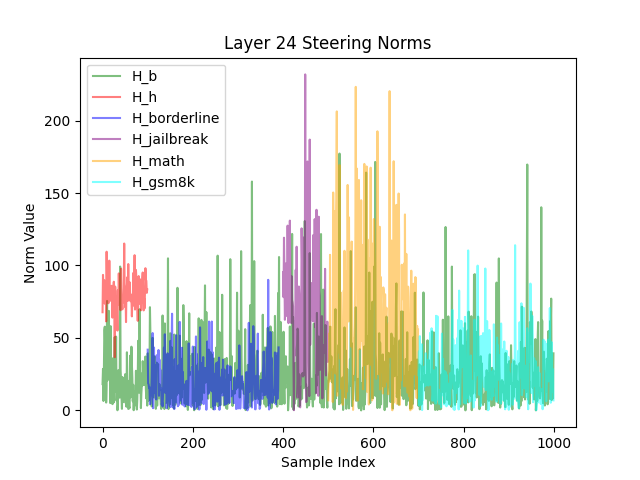 Layer 24 Steering Norms
H_b
H_h
H_borderline
H_jailbreak
H_math
H_gsm8k
Norm Value
200
150
100
50
0
0 200 400 600 800 1000
Sample Index